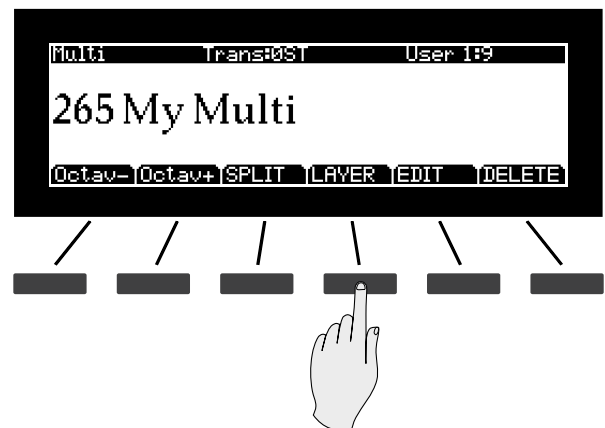 Multi Trans:0ST User 1:9
265 My Multi
Octav- Octav+ SPLIT LAYER EDIT DELETE